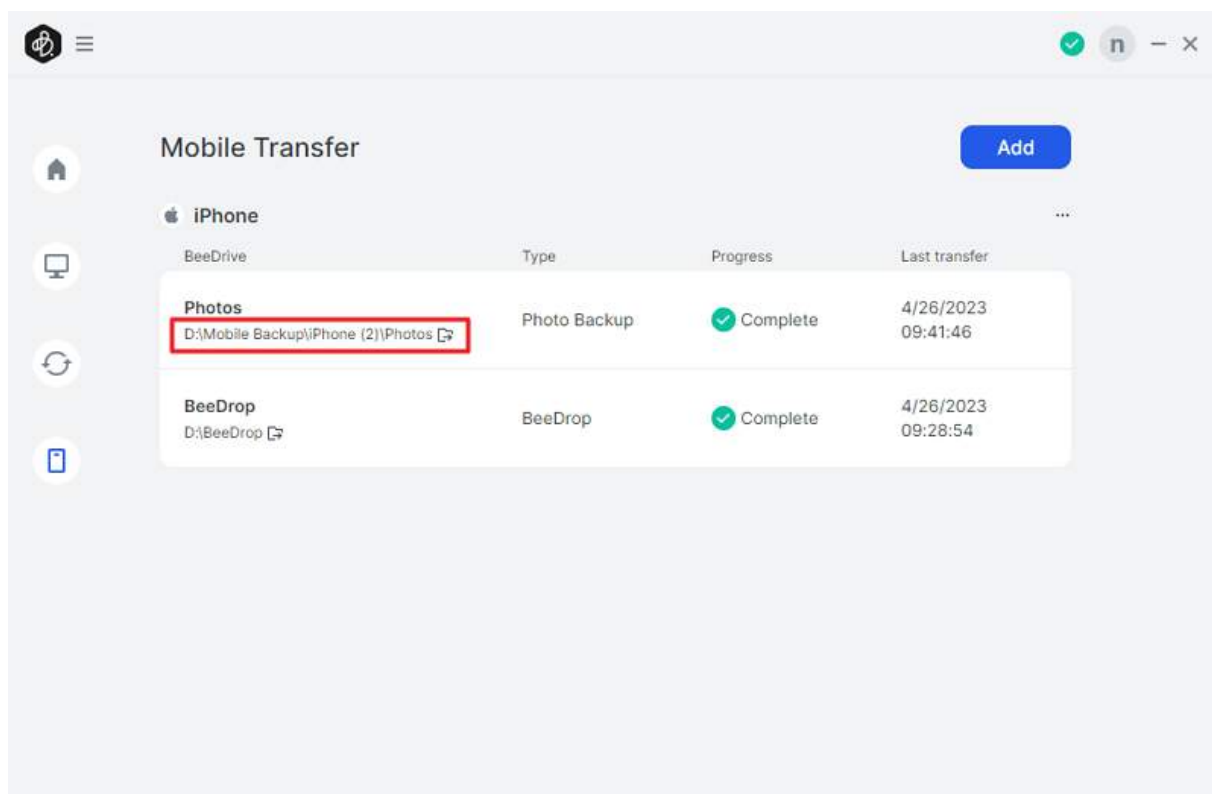 n
Mobile Transfer
Add
iPhone
...
BeeDrive Type Progress Last transfer
Photos
D:\Mobile Backup\iPhone (2)\Photos
Photo Backup
Complete
4/26/2023
09:41:46
BeeDrop
D:\BeeDrop
BeeDrop
Complete
4/26/2023
09:28:54